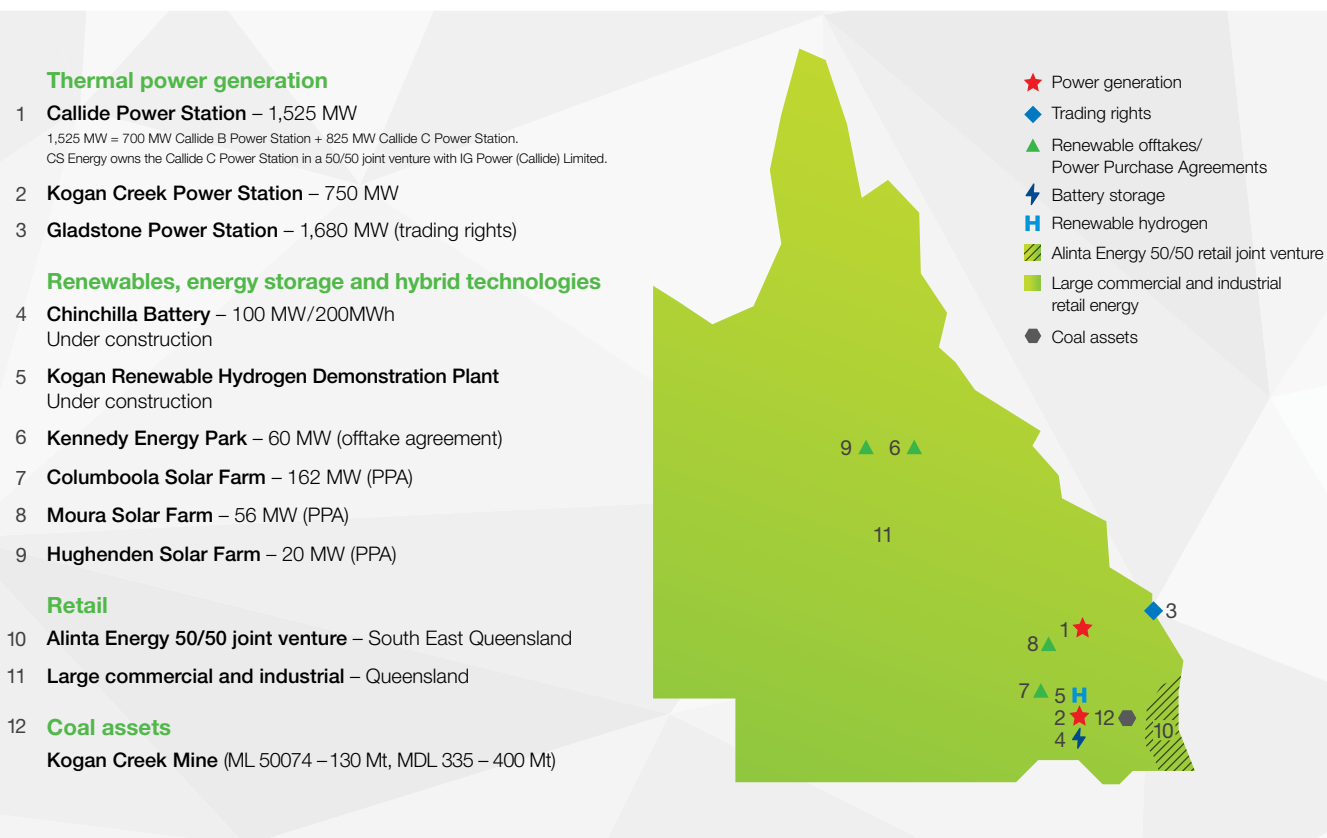 Thermal power generation
1 Callide Power Station – 1,525 MW
1,525 MW = 700 MW Callide B Power Station + 825 MW Callide C Power Station.
CS Energy owns the Callide C Power Station in a 50/50 joint venture with IG Power (Callide) Limited.
2 Kogan Creek Power Station – 750 MW
3 Gladstone Power Station – 1,680 MW (trading rights)
Renewables, energy storage and hybrid technologies
4 Chinchilla Battery – 100 MW/200MWh
Under construction
5 Kogan Renewable Hydrogen Demonstration Plant
Under construction
6 Kennedy Energy Park – 60 MW (offtake agreement)
7 Columboola Solar Farm – 162 MW (PPA)
8 Moura Solar Farm – 56 MW (PPA)
9 Hughenden Solar Farm – 20 MW (PPA)
Retail
10 Alinta Energy 50/50 joint venture – South East Queensland
11 Large commercial and industrial – Queensland
12 Coal assets
Kogan Creek Mine (ML 50074 – 130 Mt, MDL 335 – 400 Mt)
Power generation
Trading rights
Renewable offtakes/
Power Purchase Agreements
Battery storage
H Renewable hydrogen
Alinta Energy 50/50 retail joint venture
Large commercial and industrial
retail energy
Coal assets
9 6
11
3
1
8
7 5 H
2 12
10
4